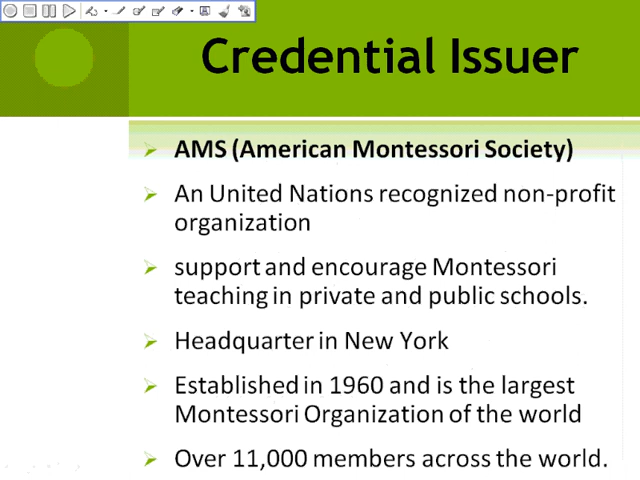 Credential Issuer
AMS (American Montessori Society)
An United Nations recognized non-profit
organization
support and encourage Montessori
teaching in private and public schools.
Headquarter in New York
Established in 1960 and is the largest
Montessori Organization of the world
Over 11,000 members across the world.